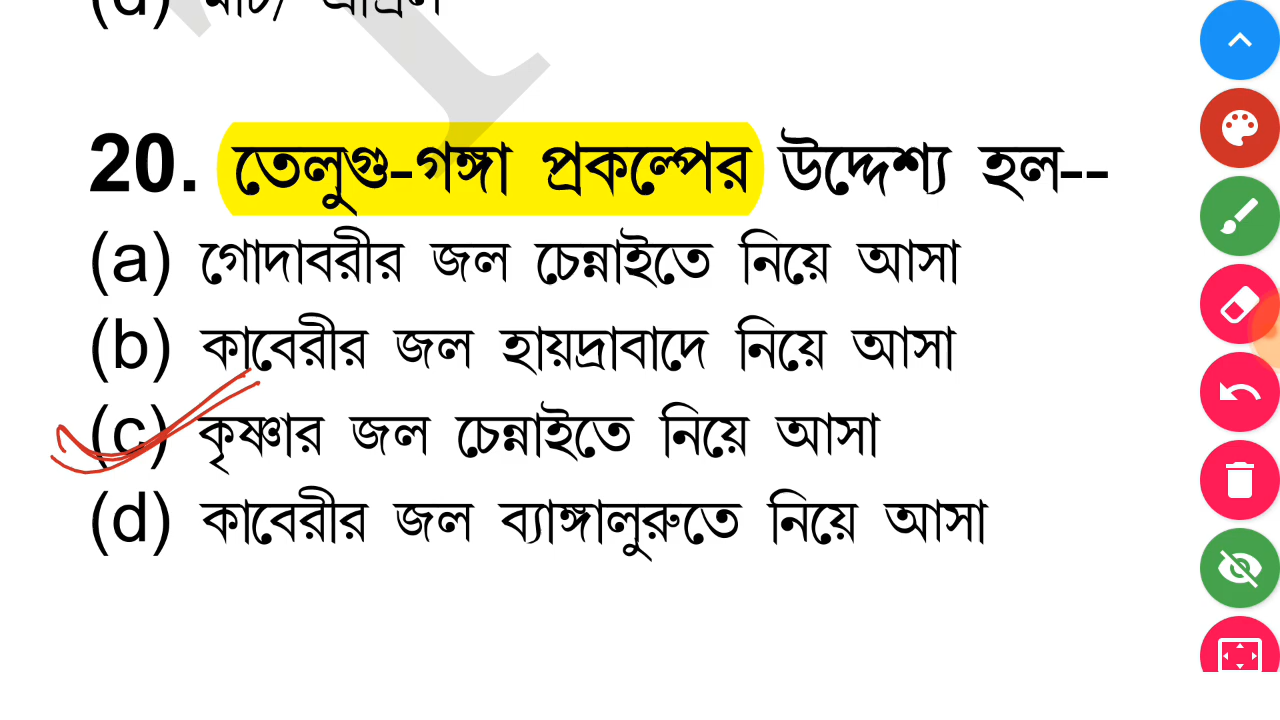 20. তেলুগু-গঙ্গা প্রকল্পের উদ্দেশ্য হল--
(a) গোদাবরীর জল চেন্নাইতে নিয়ে আসা
(b) কাবেরীর জল হায়দ্রাবাদে নিয়ে আসা
(c) কৃষ্ণার জল চেন্নাইতে নিয়ে আসা
(d) কাবেরীর জল ব্যাঙ্গালুরুতে নিয়ে আসা